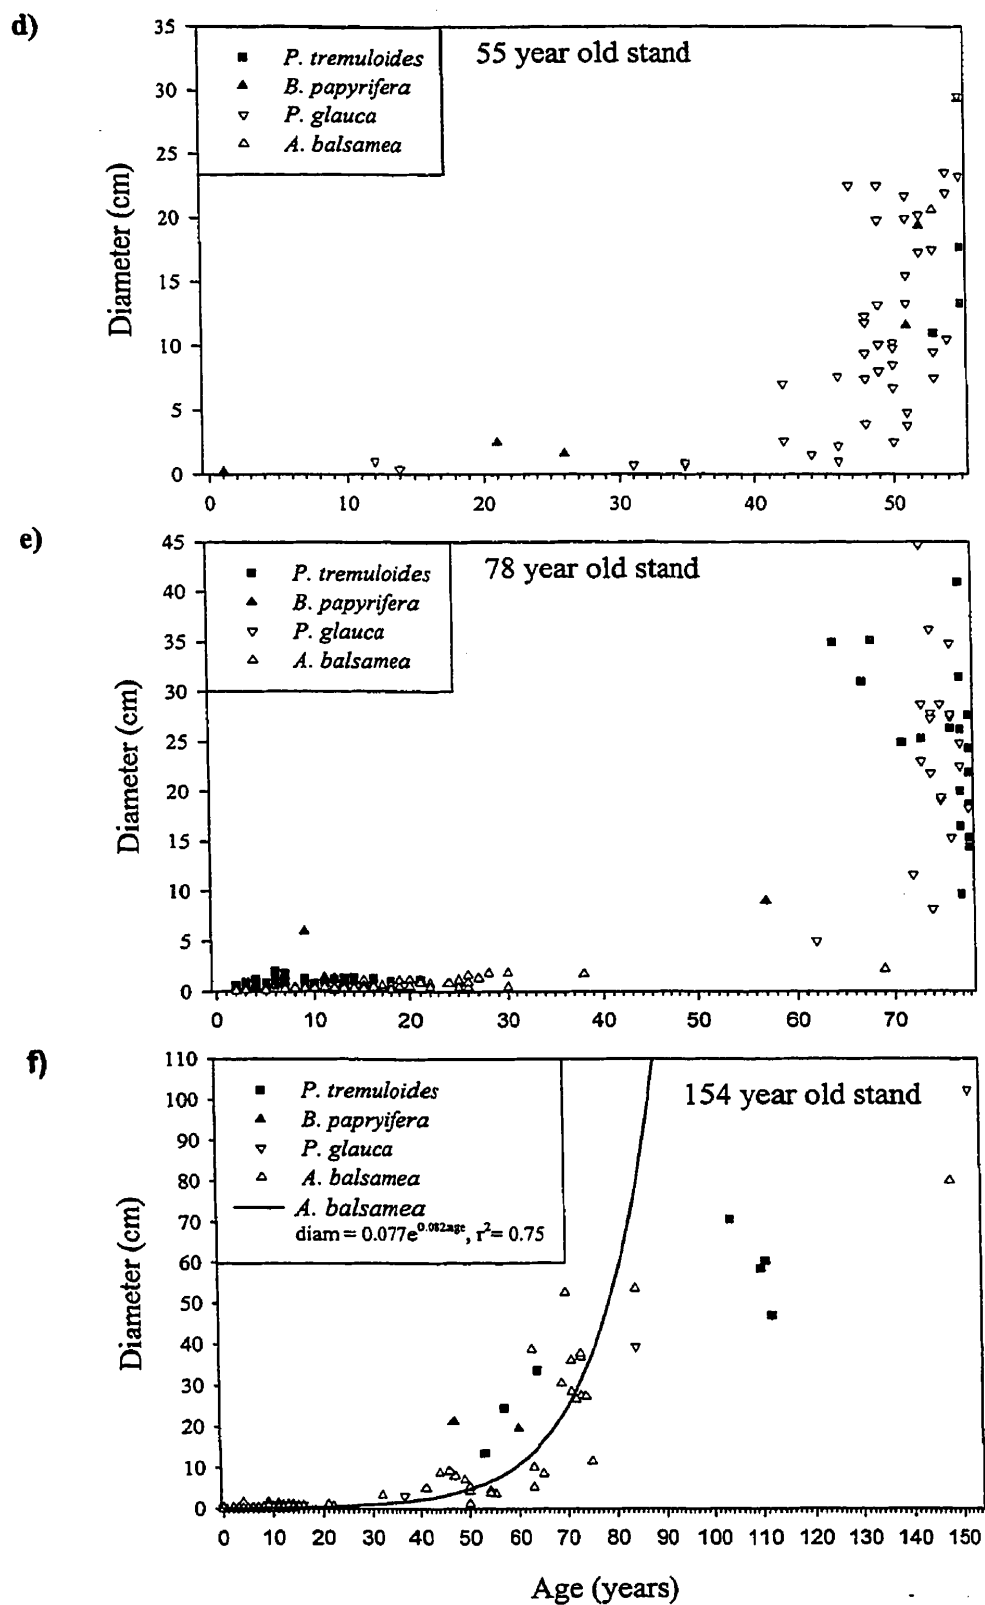 d)
55 year old stand
P. tremuloides
B. papyrifera
P. glauca
A. balsamea
Diameter (cm)
35
30
25
20
15
10
5
0
0 10 20 30 40 50
e)
78 year old stand
P. tremuloides
B. papyrifera
P. glauca
A. balsamea
Diameter (cm)
45
40
35
30
25
20
15
10
5
0
0 10 20 30 40 50 60 70
f)
154 year old stand
P. tremuloides
B. papryifera
P. glauca
A. balsamea
A. balsamea
diam = 0.077e^0.082age, r²= 0.75
Diameter (cm)
110
100
90
80
70
60
50
40
30
20
10
0
0 10 20 30 40 50 60 70 80 90 100 110 120 130 140 150
Age (years)